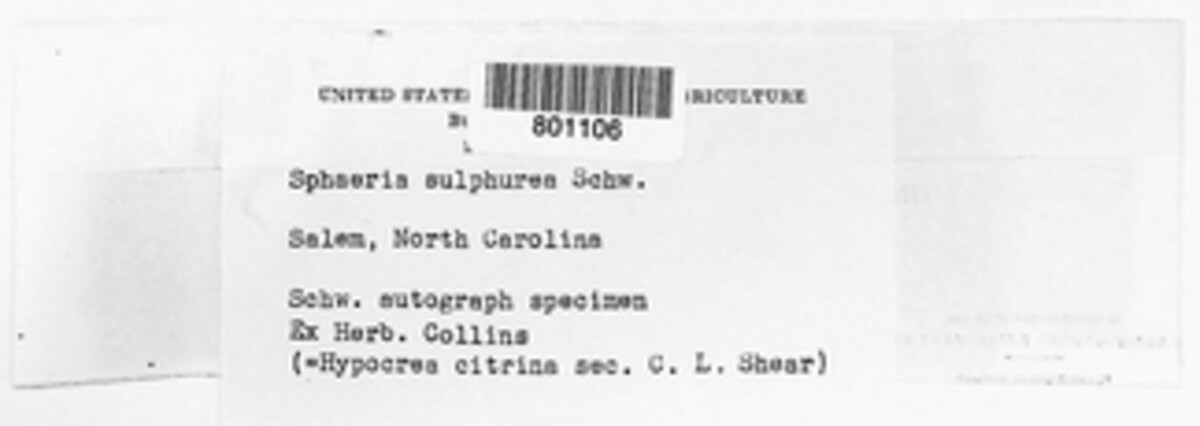 UNITED STATES RICULTURE
801106
Sphaeria sulphurea Schw.
Salem, North Carolina
Schw. autograph specimen
Ex Herb. Collins
(=Hypocrea citrina sec. C. L. Shear)